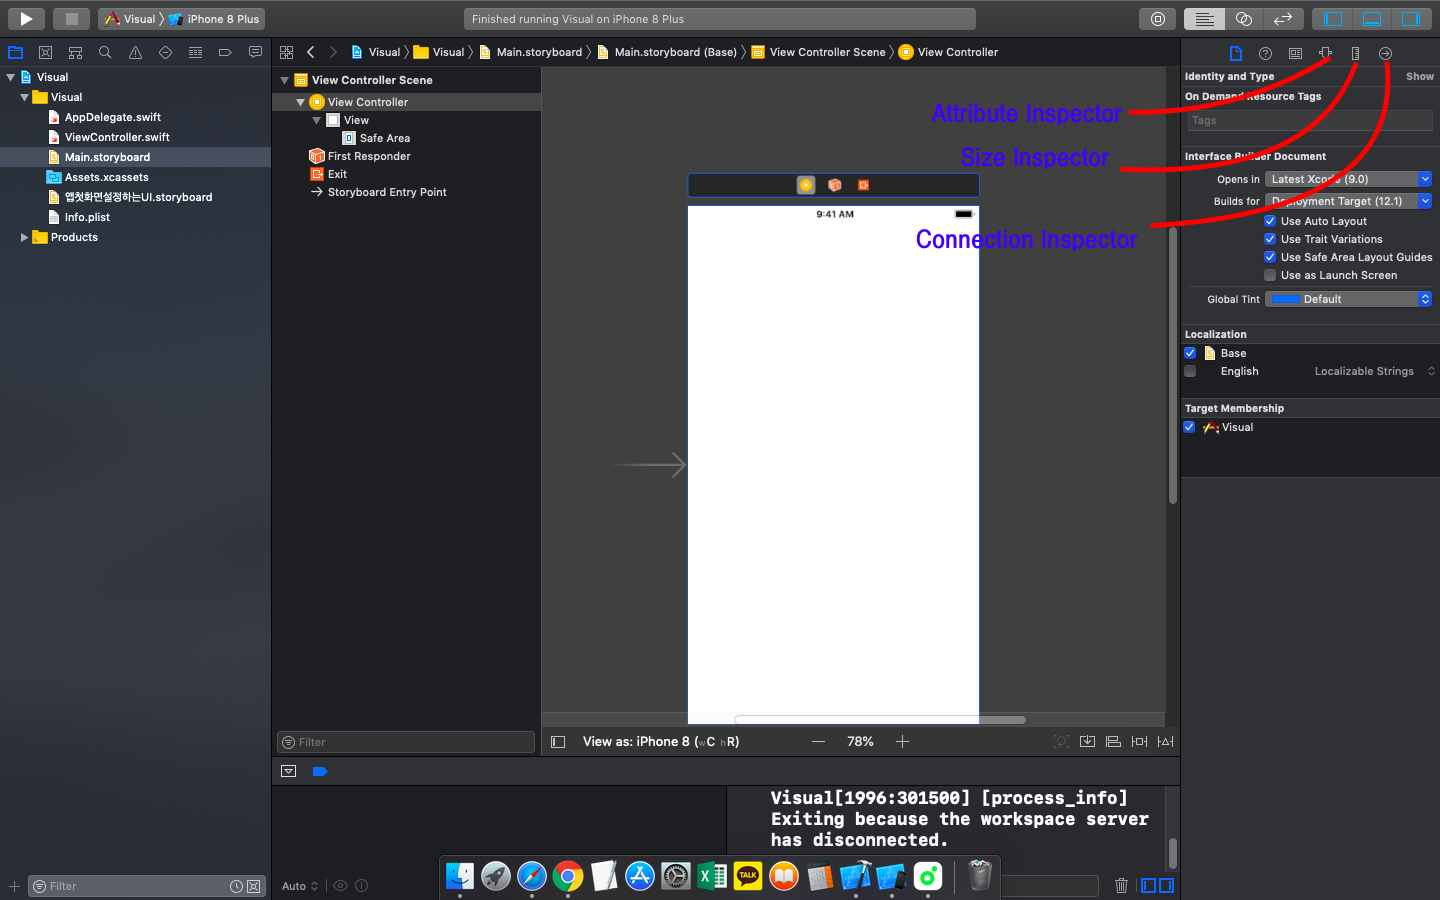 Visual
iPhone 8 Plus
Finished running Visual on iPhone 8 Plus
Visual
Visual
Main.storyboard
Main.storyboard (Base)
View Controller Scene
View Controller
Visual
Visual
AppDelegate.swift
ViewController.swift
Main.storyboard
Assets.xcassets
앱첫화면설정하는UI.storyboard
Info.plist
Products
Filter
View Controller Scene
View Controller
View
Safe Area
First Responder
Exit
Storyboard Entry Point
Filter
9:41 AM
Attribute Inspector
Size Inspector
Connection Inspector
View as: iPhone 8 (wC hR)
78%
Identity and Type
Show
On Demand Resource Tags
Tags
Interface Builder Document
Opens in Latest Xcode (9.0)
Builds for Deployment Target (12.1)
Use Auto Layout
Use Trait Variations
Use Safe Area Layout Guides
Use as Launch Screen
Global Tint Default
Localization
Base
English Localizable Strings
Target Membership
Visual
Visual[1996:301500] [process_info]
Exiting because the workspace server
has disconnected.
Auto
TALK